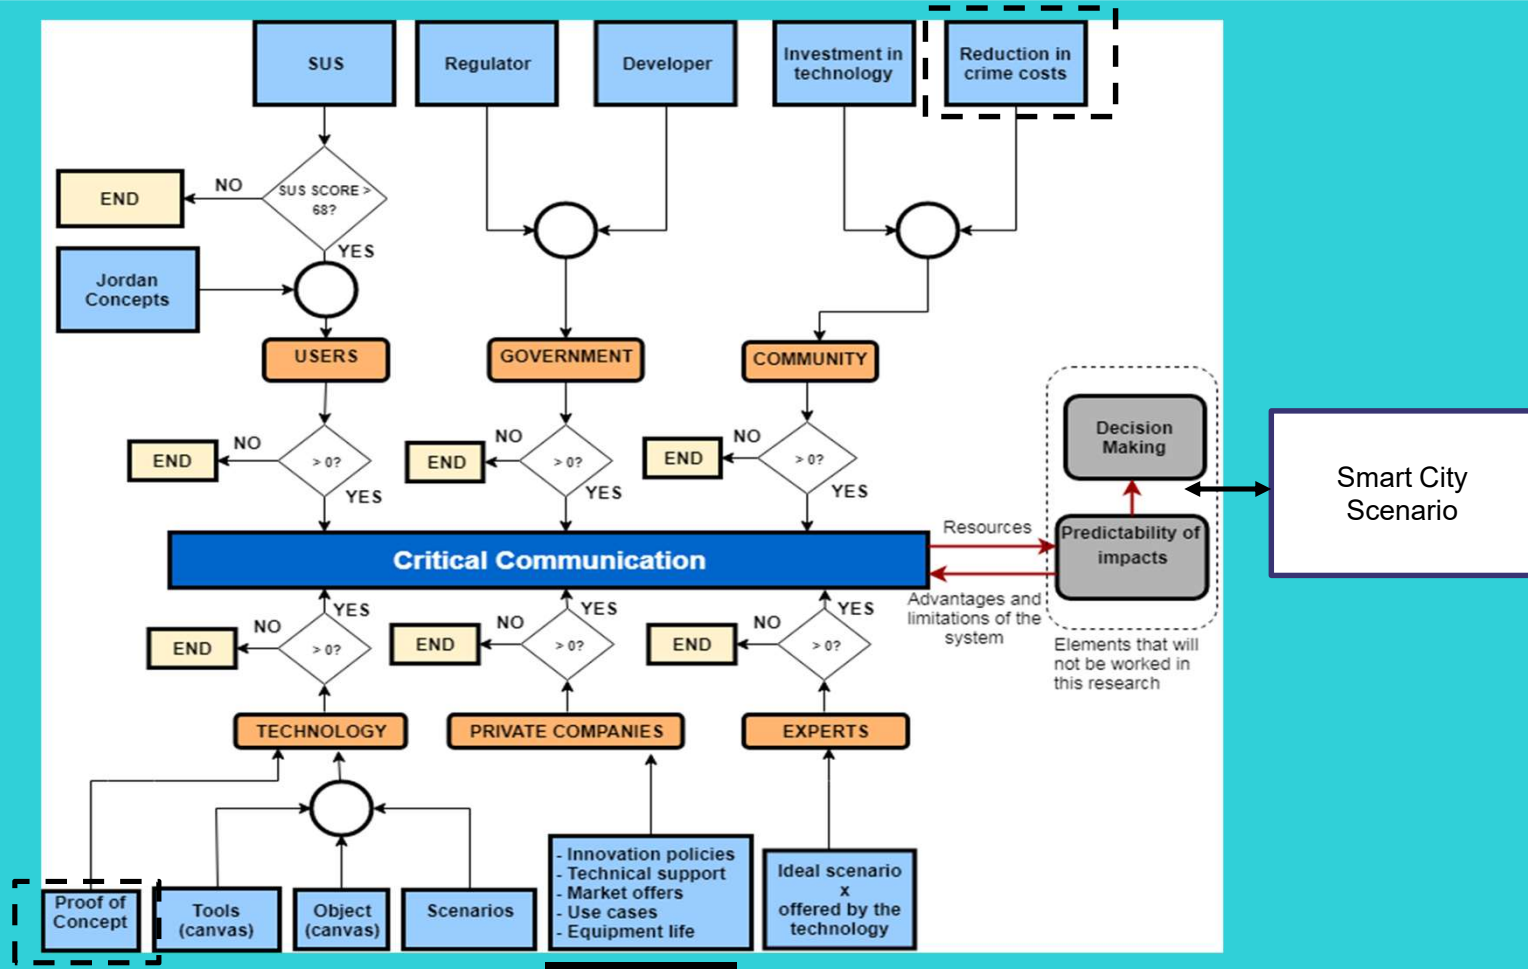 SUS
Regulator
Developer
Investment in
technology
Reduction in
crime costs
SUS SCORE >
68?
NO
END
YES
Jordan
Concepts
USERS
GOVERNMENT
COMMUNITY
> 0?
NO
END
YES
> 0?
NO
END
YES
> 0?
NO
END
YES
Decision
Making
Predictability of
impacts
Smart City
Scenario
Critical Communication
Resources
Advantages and
limitations of the
system
Elements that will
not be worked in
this research
YES
NO
END
> 0?
YES
NO
END
> 0?
YES
NO
END
> 0?
TECHNOLOGY
PRIVATE COMPANIES
EXPERTS
Proof of
Concept
Tools
(canvas)
Object
(canvas)
Scenarios
- Innovation policies
- Technical support
- Market offers
- Use cases
- Equipment life
Ideal scenario
x
offered by the
technology